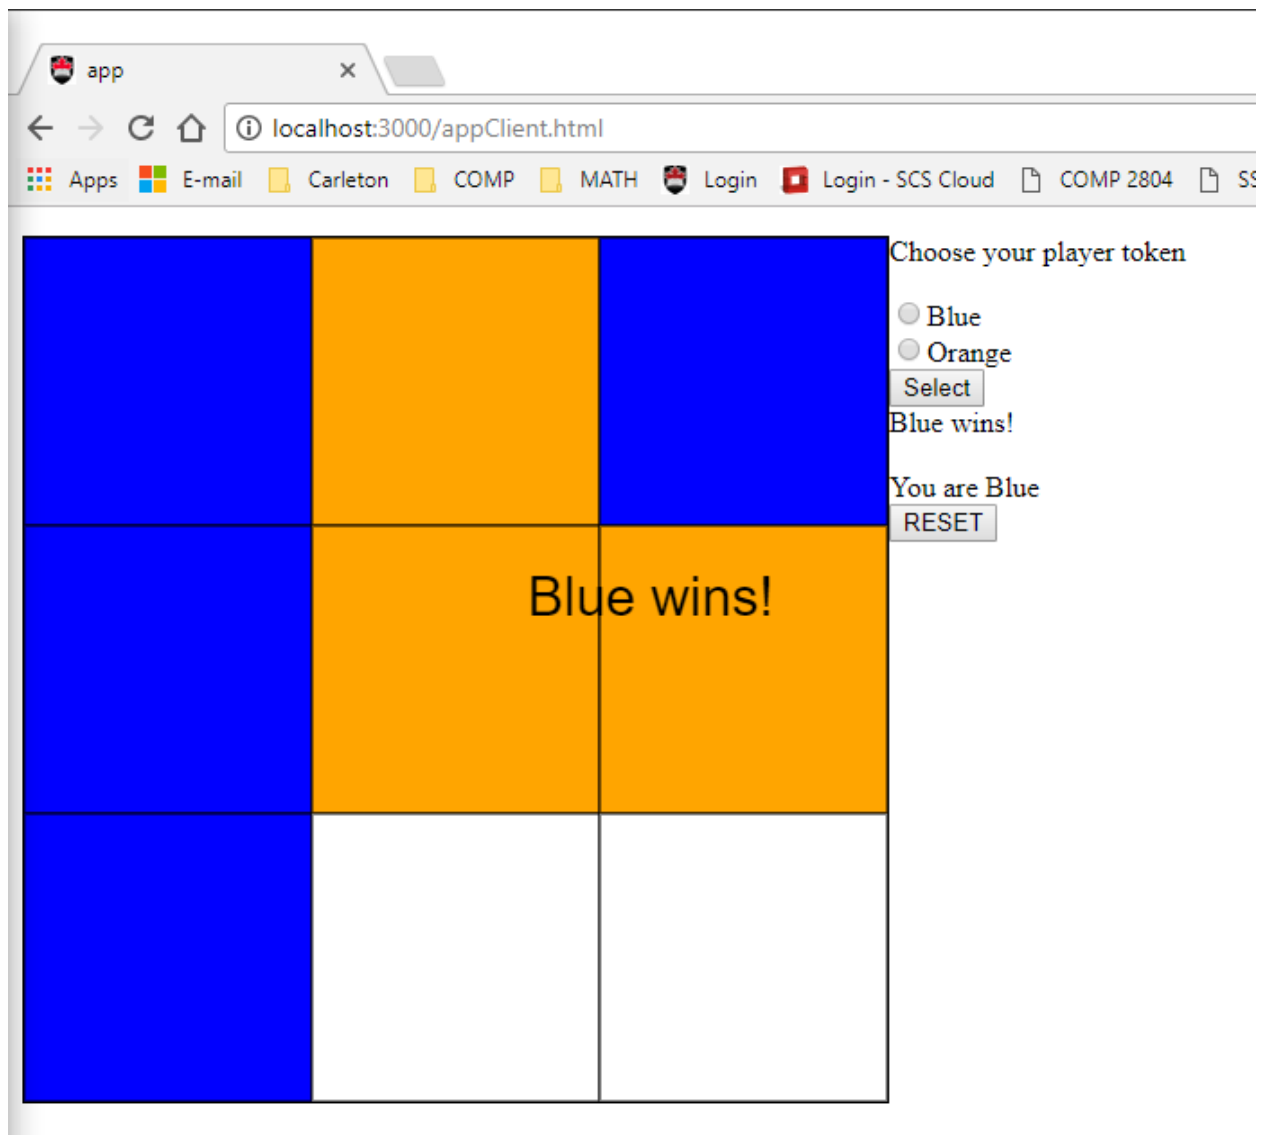 app
localhost:3000/appClient.html
Apps E-mail Carleton COMP MATH Login Login - SCS Cloud COMP 2804 SS
Choose your player token
Blue
Orange
Select
Blue wins!
You are Blue
RESET
Blue wins!